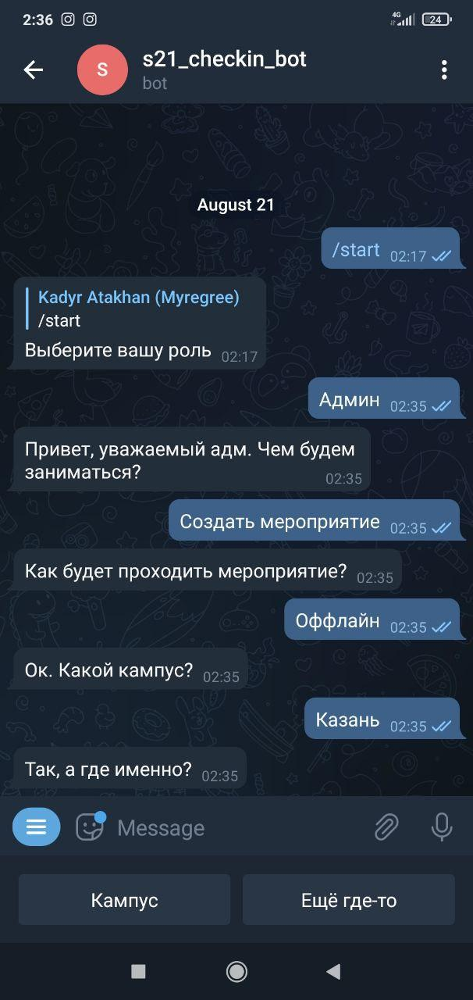 2:36
4G
24
S
s21_checkin_bot
bot
August 21
/start 02:17
Kadyr Atakhan (Myregree)
/start
Выберите вашу роль 02:17
Админ 02:35
Привет, уважаемый адм. Чем будем
заниматься? 02:35
Создать мероприятие 02:35
Как будет проходить мероприятие? 02:35
Оффлайн 02:35
Ок. Какой кампус? 02:35
Казань 02:35
Так, а где именно? 02:35
Message
Кампус
Ещё где-то